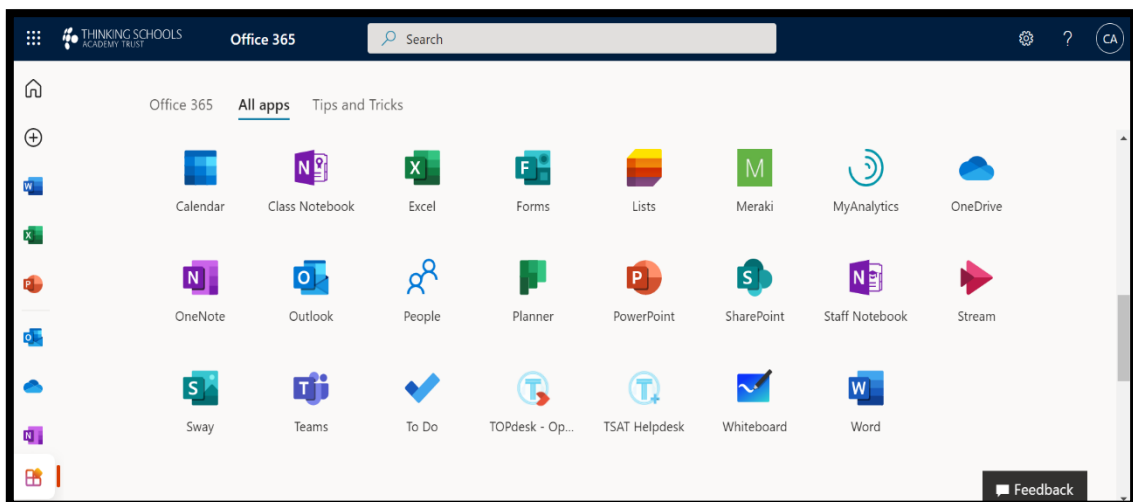 THINKING SCHOOLS
ACADEMY TRUST
Office 365
Search
?
CA
Office 365 All apps Tips and Tricks
Calendar Class Notebook Excel Forms Lists Meraki MyAnalytics OneDrive
OneNote Outlook People Planner PowerPoint SharePoint Staff Notebook Stream
Sway Teams To Do TOPdesk - Op... TSAT Helpdesk Whiteboard Word
Feedback